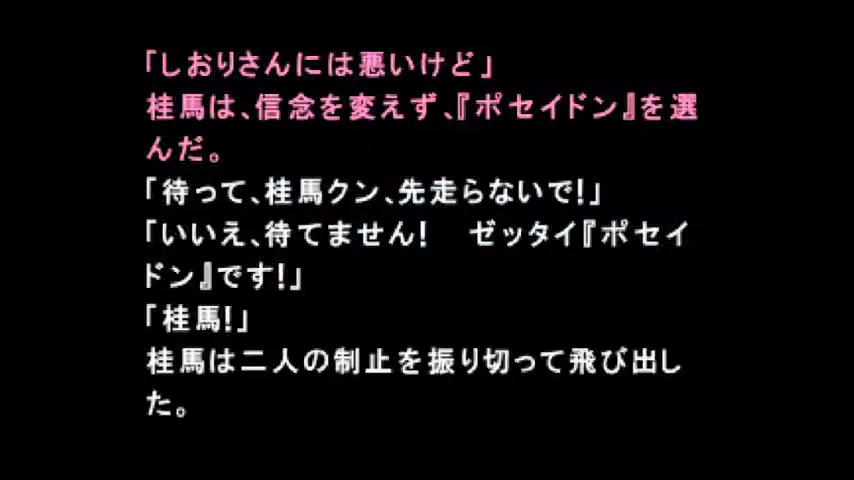 「しおりさんには悪いけど」
桂馬は、信念を変えず、『ポセイドン』を選
んだ。
「待って、桂馬クン、先走らないで!」
「いいえ、待てません!　ゼッタイ『ポセイ
ドン』です!」
「桂馬!」
桂馬は二人の制止を振り切って飛び出し
た。